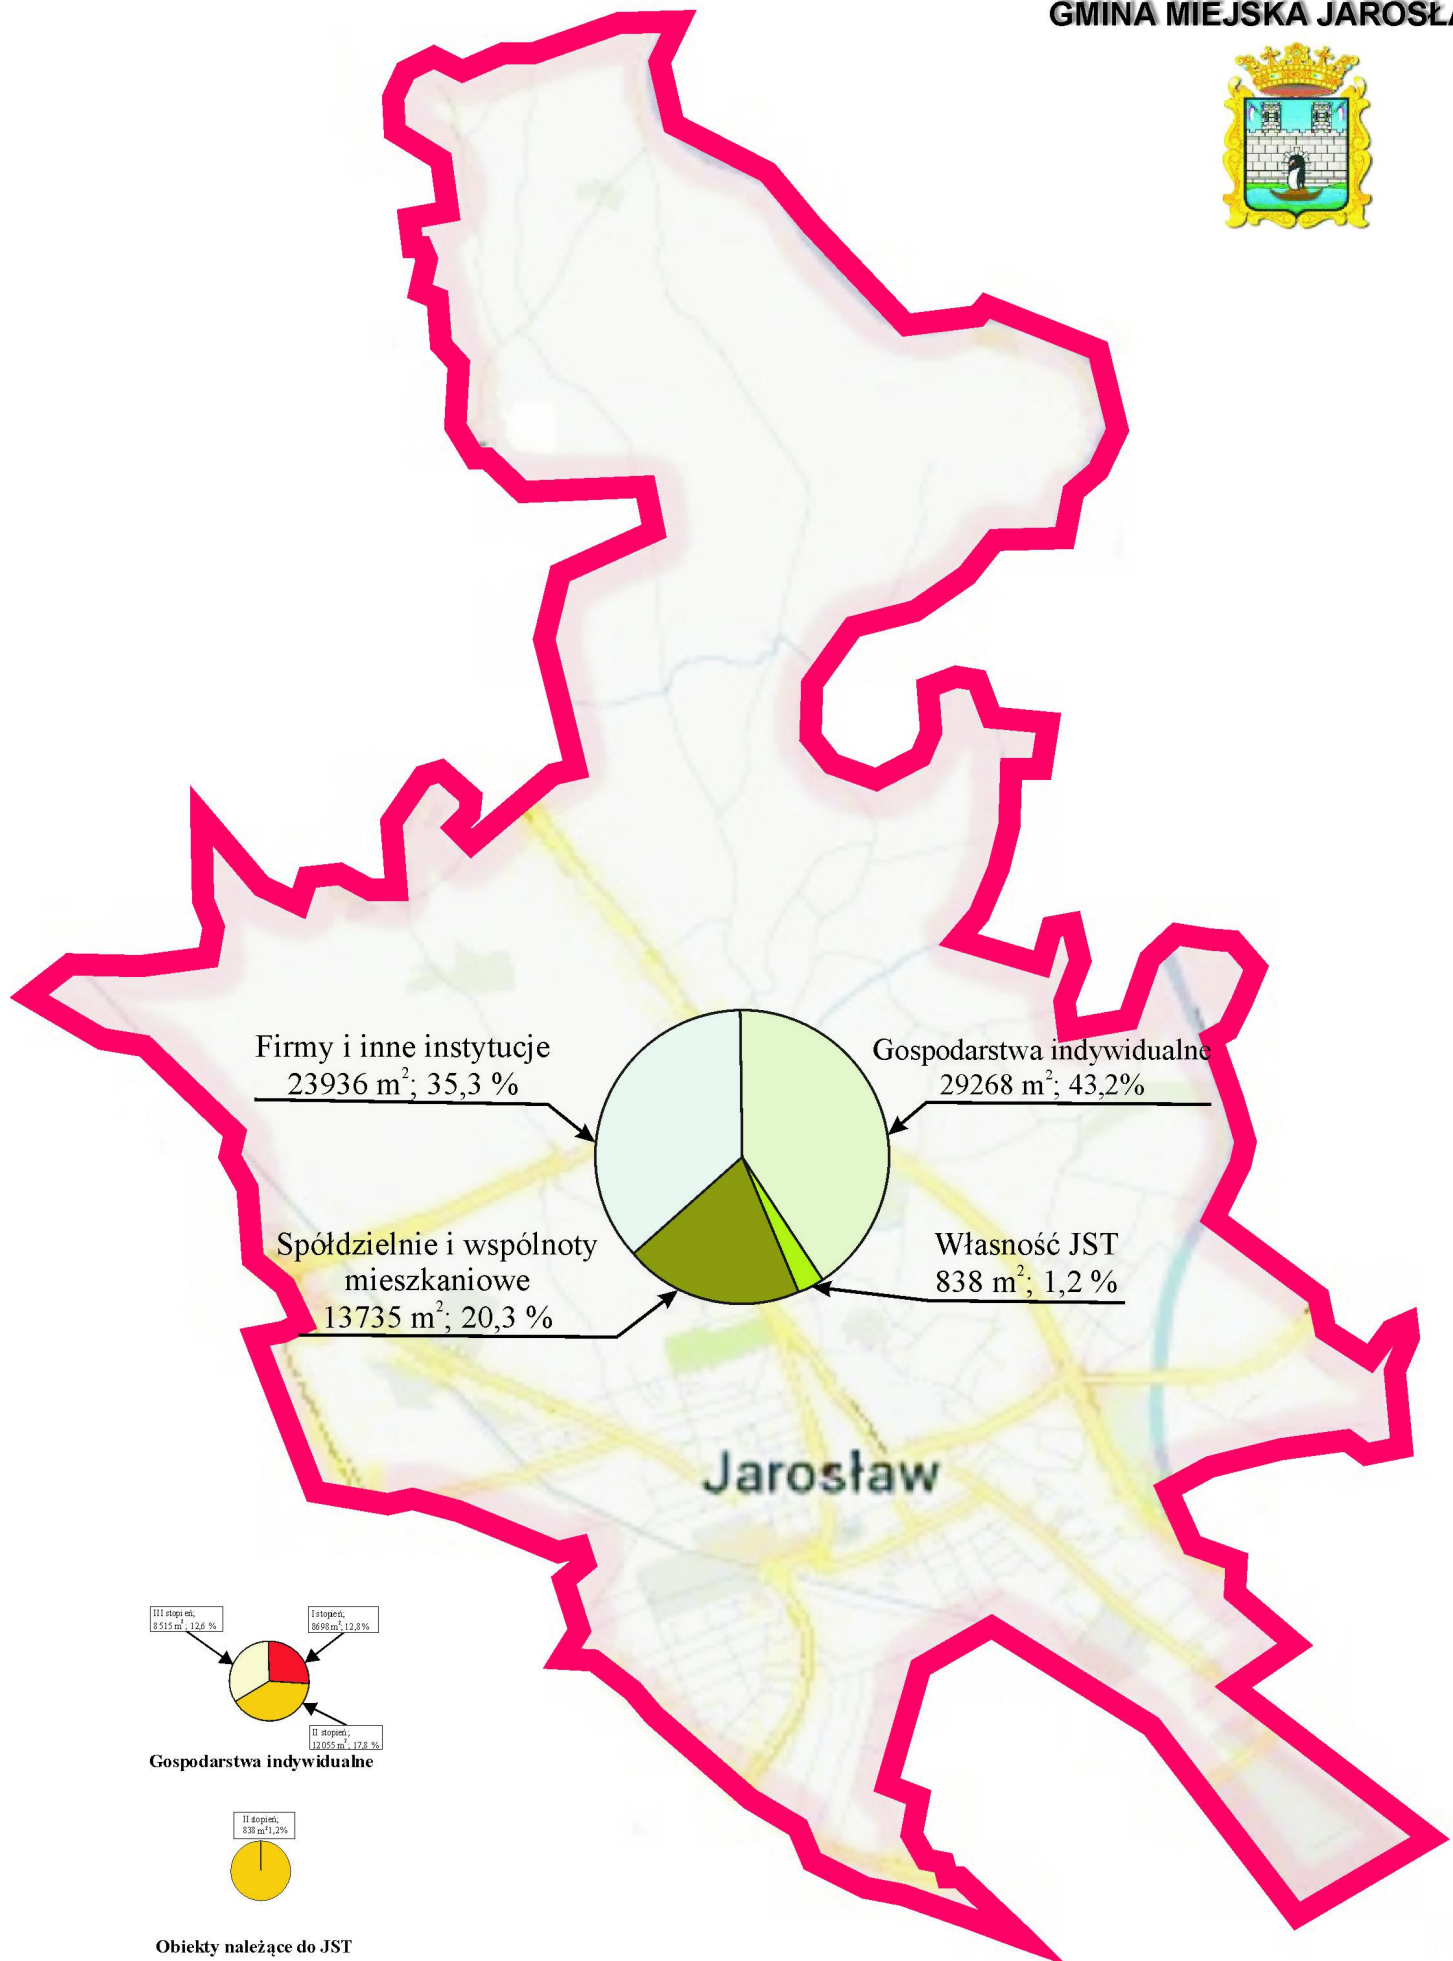 GMINA MIEJSKA JAROSŁA
Firmy i inne instytucje
23936 m²; 35,3 %
Gospodarstwa indywidualne
29268 m²; 43,2%
Spółdzielnie i wspólnoty
mieszkaniowe
13735 m²; 20,3 %
Własność JST
838 m²; 1,2 %
Jarosław
III stopień;
8515 m²; 12,6 %
I stopień;
8698 m²; 12,8%
II stopień;
12055 m²; 17,8 %
Gospodarstwa indywidualne
II stopień;
838 m² 1,2%
Obiekty należące do JST